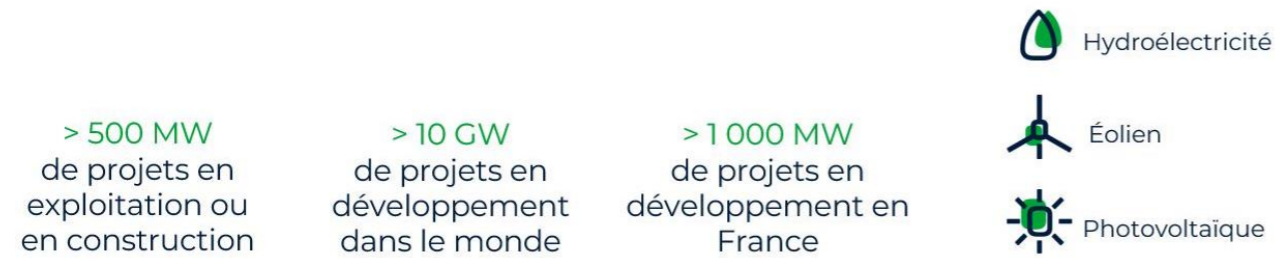 > 500 MW
de projets en
exploitation ou
en construction
> 10 GW
de projets en
développement
dans le monde
> 1 000 MW
de projets en
développement en
France
Hydroélectricité
Éolien
Photovoltaïque